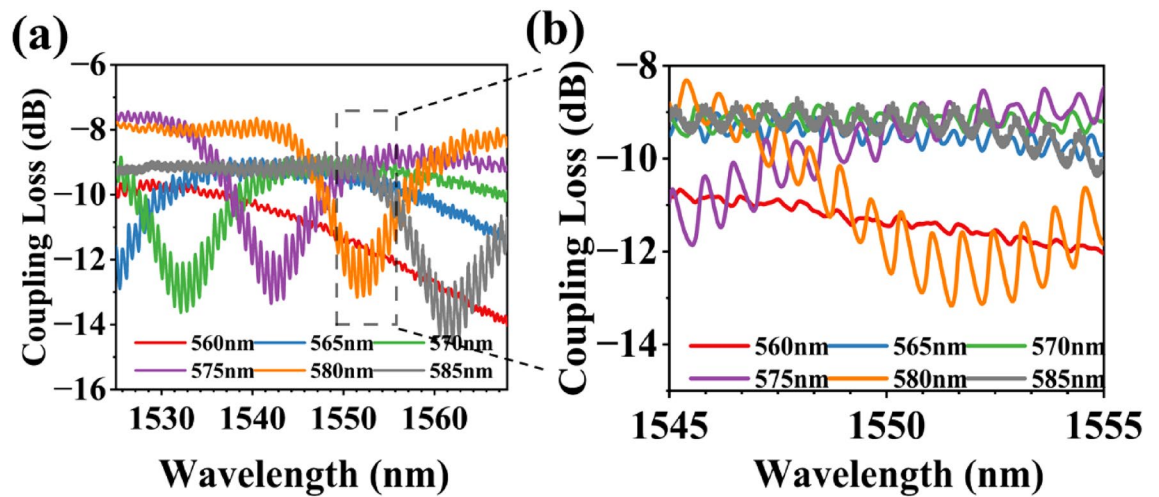 (a)
(b)
Coupling Loss (dB)
−6
−8
−10
−12
−14
−16
560nm 565nm 570nm
575nm 580nm 585nm
1530 1540 1550 1560
Wavelength (nm)
Coupling Loss (dB)
−8
−10
−12
−14
560nm 565nm 570nm
575nm 580nm 585nm
1545 1550 1555
Wavelength (nm)